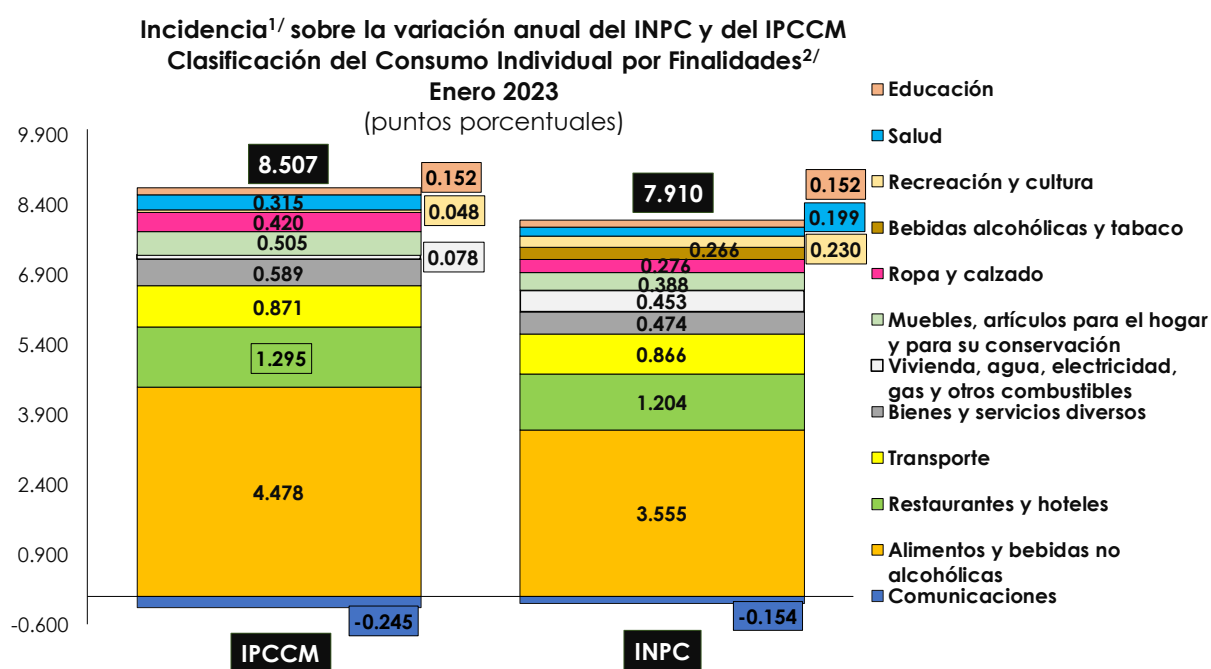 Incidencia1/ sobre la variación anual del INPC y del IPCCM
Clasificación del Consumo Individual por Finalidades2/
Enero 2023
(puntos porcentuales)
9.900
8.400
6.900
5.400
3.900
2.400
0.900
-0.600
8.507
0.152
0.315
0.048
0.420
0.505
0.078
0.589
0.871
1.295
4.478
-0.245
IPCCM
7.910
0.152
0.199
0.230
0.266
0.276
0.388
0.453
0.474
0.866
1.204
3.555
-0.154
INPC
Educación
Salud
Recreación y cultura
Bebidas alcohólicas y tabaco
Ropa y calzado
Muebles, artículos para el hogar
y para su conservación
Vivienda, agua, electricidad,
gas y otros combustibles
Bienes y servicios diversos
Transporte
Restaurantes y hoteles
Alimentos y bebidas no
alcohólicas
Comunicaciones